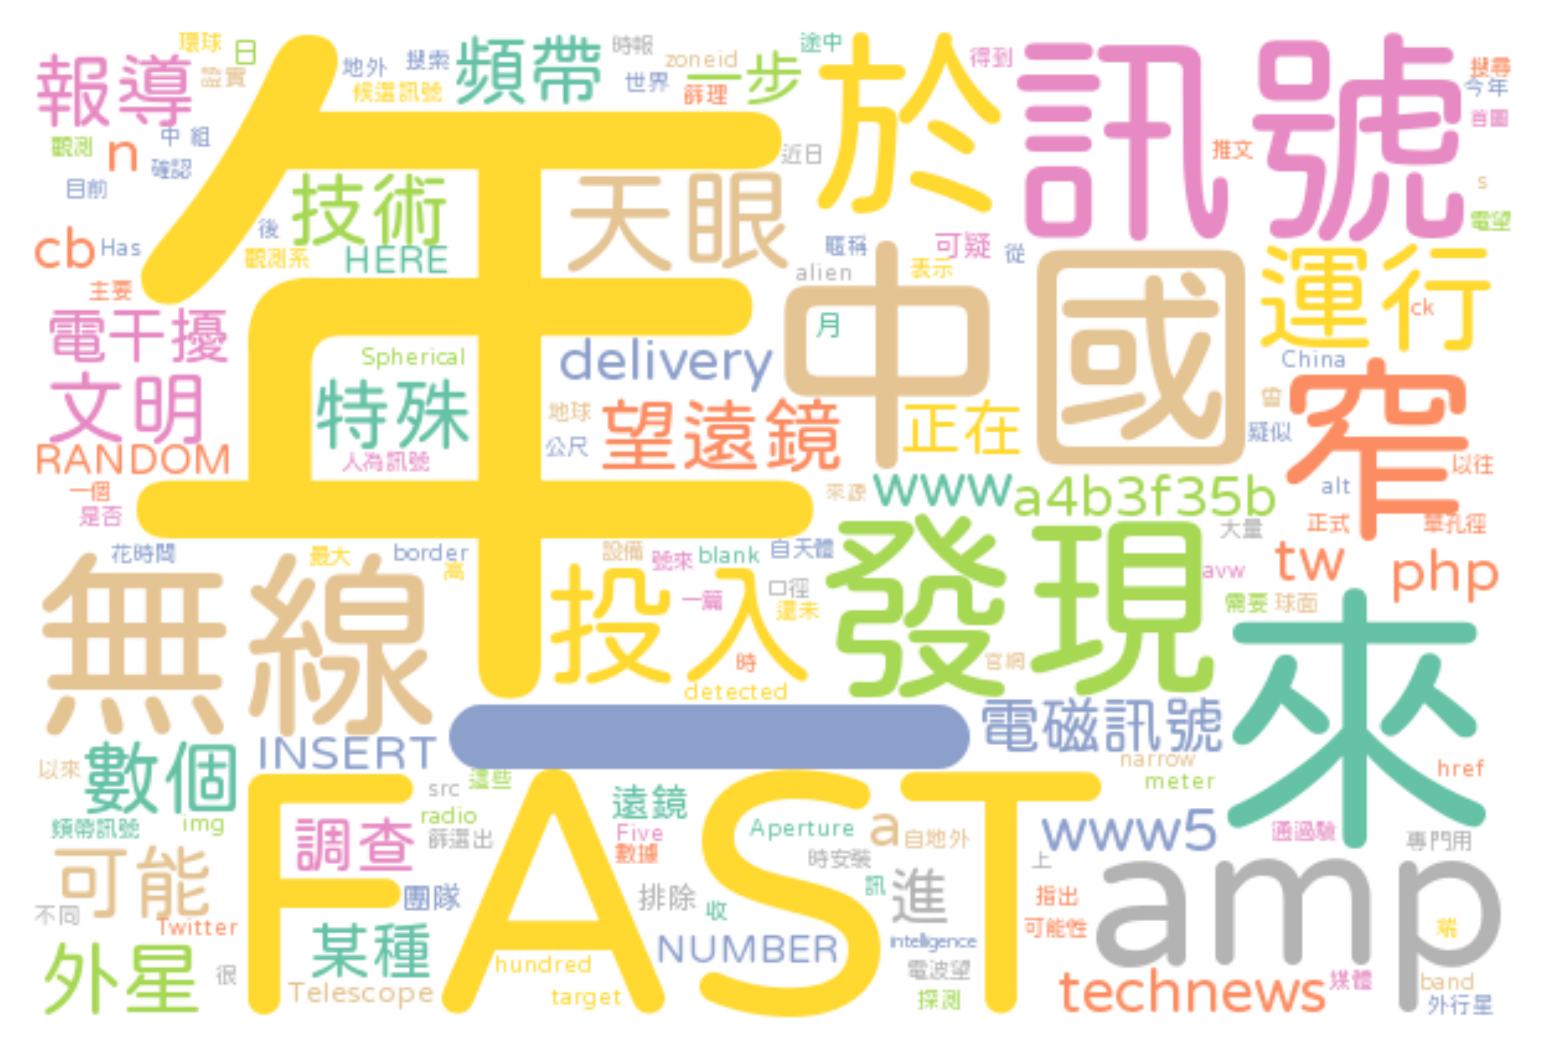 環球
日
報導
證實
地外
搜索
候選訊號
頻帶
時報
世界
zoneid
篩理
一步
途中
於
得到
訊號
搜尋
今年
首圖
觀測
n
中
組
確認
目前
年
近日
推文
s
電望
技術
天眼
後
cb
Has
觀測系
HERE
暱稱
可疑
從
alien
表示
主要
中國
月
運行
ck
電干擾
Spherical
delivery
China
文明
特殊
地球
公尺
望遠鏡
正在
曾
疑似
窄
RANDOM
人為訊號
以往
一個
是否
來源
www
a4b3f35b
alt
大量
正式
單孔徑
花時間
最大
border
高
設備
號來
blank
自天體
發現
avw
tw
php
無線
投入
一篇
口徑
還未
需要
球面
時
官網
detected
來
INSERT
一
電磁訊號
narrow
meter
href
以來
數個
src
這些
FAST
遠鏡
頻帶訊號
img
調查
radio
篩選出
Five
數據
Aperture
a
自地外
www5
通過驗
專門用
時安裝
上
可能
團隊
排除
收
訊
進
指出
amp
不同
Twitter
某種
NUMBER
intelligence
可能性
端
外星
很
hundred
電波望
Telescope
target
探測
technews
媒體
band
外行星